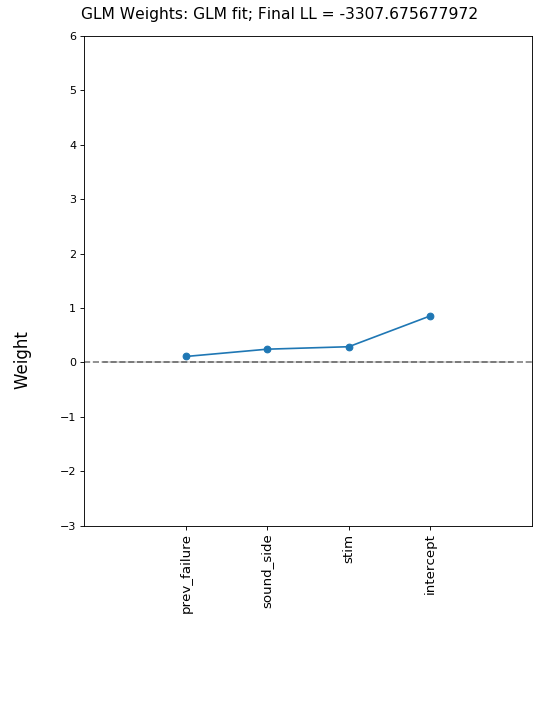 GLM Weights: GLM fit; Final LL = -3307.675677972
6
5
4
3
2
1
0
−1
−2
−3
Weight
prev_failure
sound_side
stim
intercept